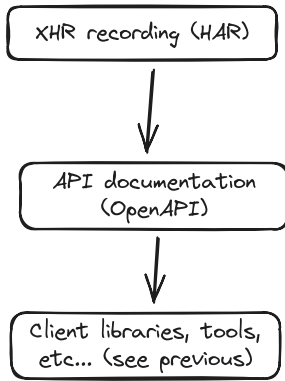 XHR recording (HAR)
API documentation
(OpenAPI)
Client libraries, tools,
etc... (see previous)